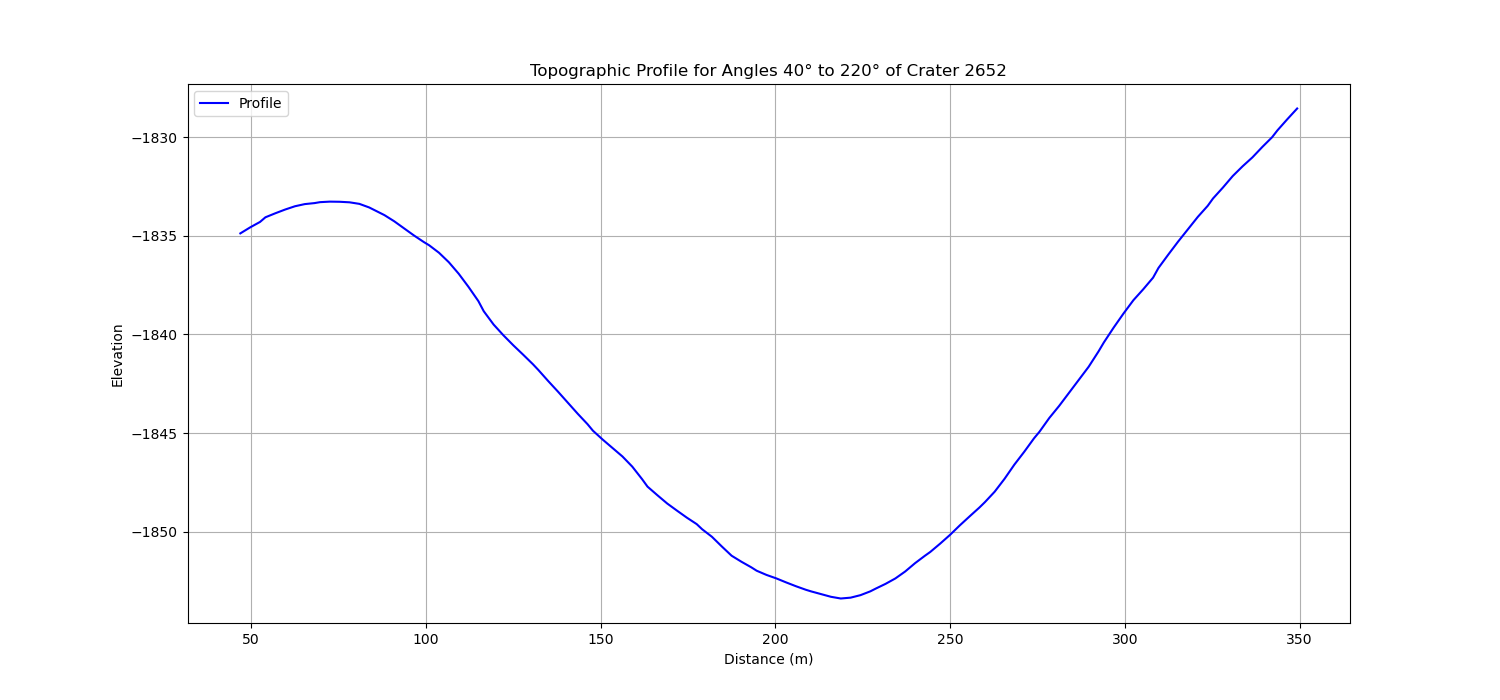 Topographic Profile for Angles 40° to 220° of Crater 2652
Profile
−1830
−1835
−1840
−1845
−1850
Elevation
50 100 150 200 250 300 350
Distance (m)